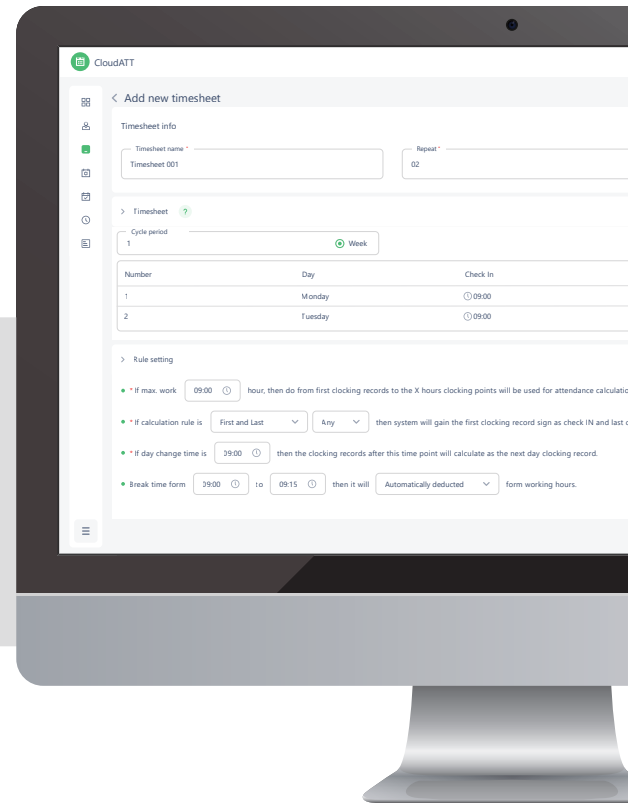 CloudATT
Add new timesheet
Timesheet info
Timesheet name *
Timesheet 001
Repeat *
02
Timesheet ?
Cycle period
1 Week
Number Day Check In
1 Monday 09:00
2 Tuesday 09:00
Rule setting
* If max. work 09:00 hour, then do from first clocking records to the X hours clocking points will be used for attendance calculatio
* If calculation rule is First and Last Any then system will gain the first clocking record sign as check IN and last
* If day change time is 09:00 then the clocking records after this time point will calculate as the next day clocking record.
Break time form 09:00 to 09:15 then it will Automatically deducted form working hours.